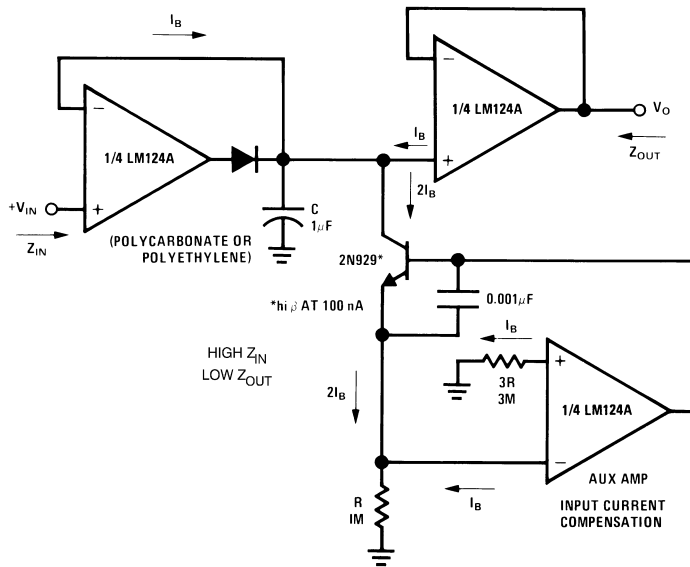 I_B
−
1/4 LM124A
+
+V_IN
Z_IN
C
1μF
(POLYCARBONATE OR
POLYETHYLENE)
−
1/4 LM124A
+
I_B
V_O
Z_OUT
2I_B
2N929*
*hi β AT 100 nA
0.001μF
HIGH Z_IN
LOW Z_OUT
I_B
3R
3M
+
1/4 LM124A
−
2I_B
I_B
R
1M
AUX AMP
INPUT CURRENT
COMPENSATION